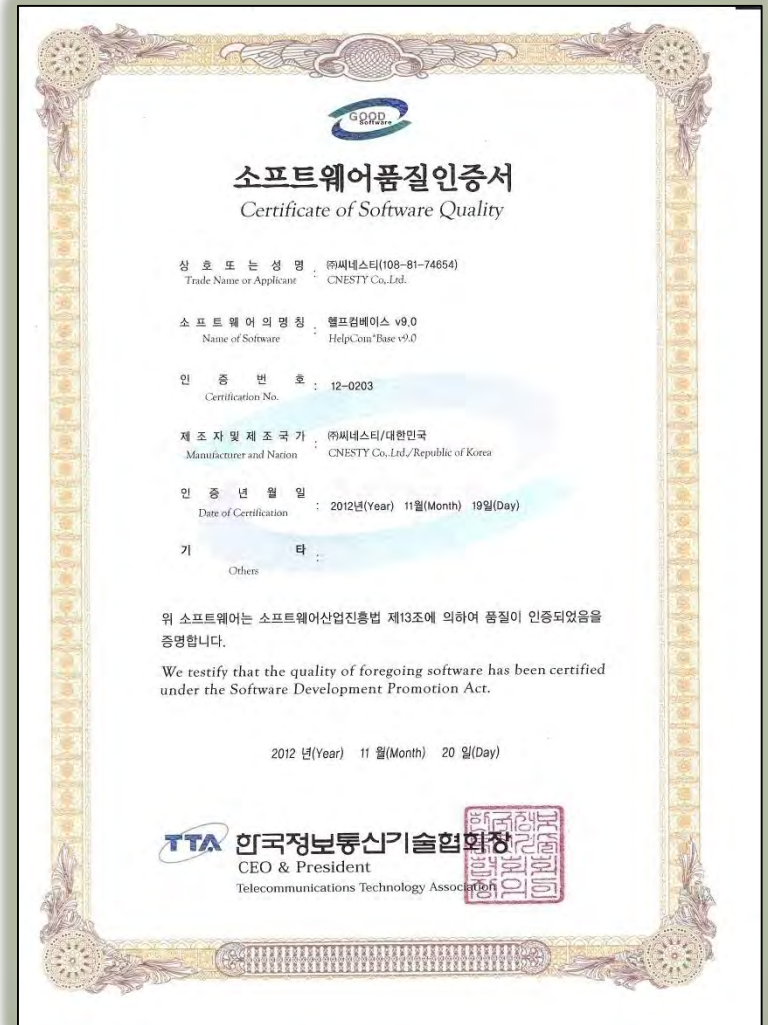 GOOD
Software
소프트웨어품질인증서
Certificate of Software Quality
상 호 또 는 성 명 : ㈜씨네스티(108-81-74654)
Trade Name or Applicant CNESTY Co,.Ltd.
소 프 트 웨 어 의 명 칭 : 헬프컴베이스 v9.0
Name of Software HelpCom*Base v9.0
인 증 번 호 : 12-0203
Certification No.
제 조 자 및 제 조 국 가 : ㈜씨네스티/대한민국
Manufacturer and Nation CNESTY Co,.Ltd./Republic of Korea
인 증 년 월 일 : 2012년(Year) 11월(Month) 19일(Day)
Date of Certification
기 타 :
Others
위 소프트웨어는 소프트웨어산업진흥법 제13조에 의하여 품질이 인증되었음을
증명합니다.
We testify that the quality of foregoing software has been certified
under the Software Development Promotion Act.
2012 년(Year) 11 월(Month) 20 일(Day)
TTA 한국정보통신기술협회장
CEO & President
Telecommunications Technology Association